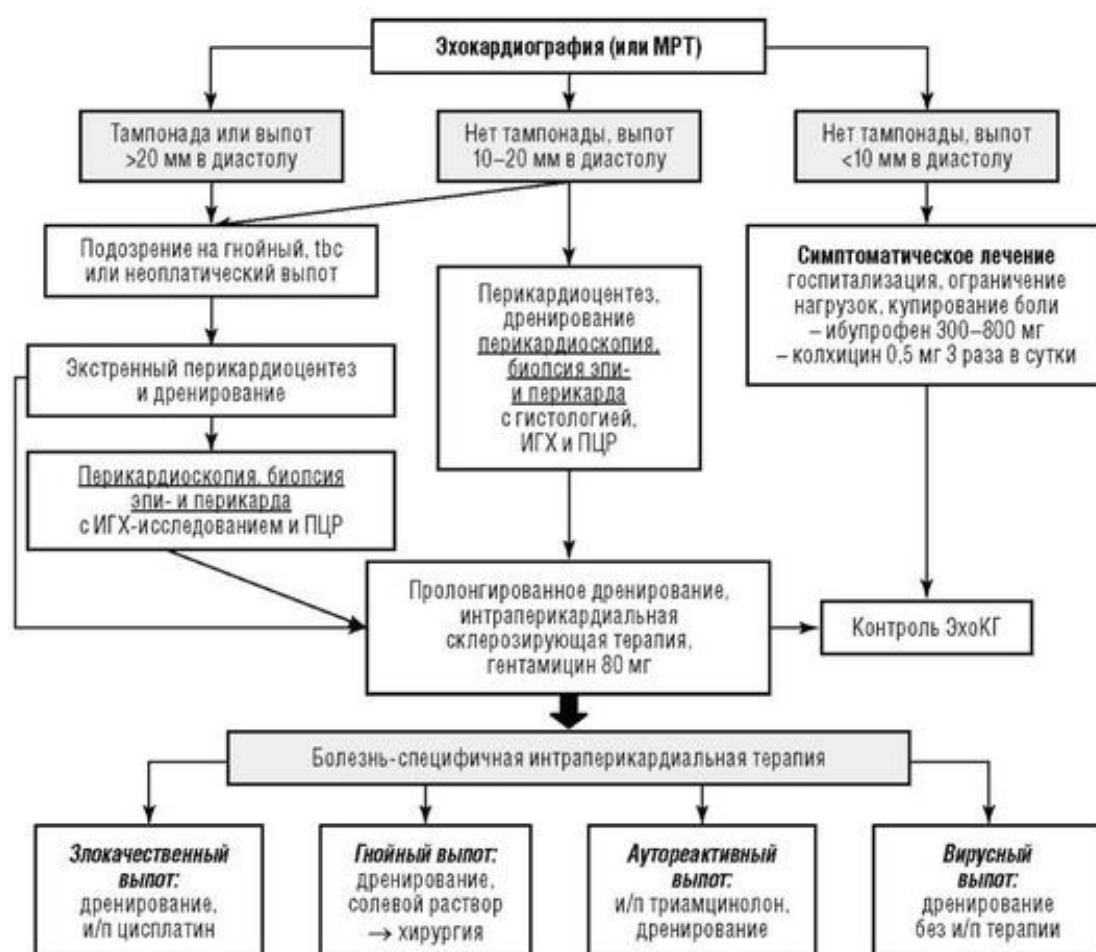 Эхокардиография (или МРТ)
Тампонада или выпот
>20 мм в диастолу
Нет тампонады, выпот
10–20 мм в диастолу
Нет тампонады, выпот
<10 мм в диастолу
Подозрение на гнойный, tbc
или неоплатический выпот
Экстренный перикардиоцентез
и дренирование
Перикардиоскопия, биопсия
эпи- и перикарда
с ИГХ-исследованием и ПЦР
Перикардиоцентез,
дренирование
перикардиоскопия,
биопсия эпи-
и перикарда
с гистологией,
ИГХ и ПЦР
Симптоматическое лечение
госпитализация, ограничение
нагрузок, купирование боли
– ибупрофен 300–800 мг
– колхицин 0,5 мг 3 раза в сутки
Пролонгированное дренирование,
интраперикардиальная
склерозирующая терапия,
гентамицин 80 мг
Контроль ЭхоКГ
Болезнь-специфичная интраперикардиальная терапия
Злокачественный
выпот:
дренирование,
и/п цисплатин
Гнойный выпот:
дренирование,
солевой раствор
→ хирургия
Аутореактивный
выпот:
и/п триамцинолон,
дренирование
Вирусный
выпот:
дренирование
без и/п терапии